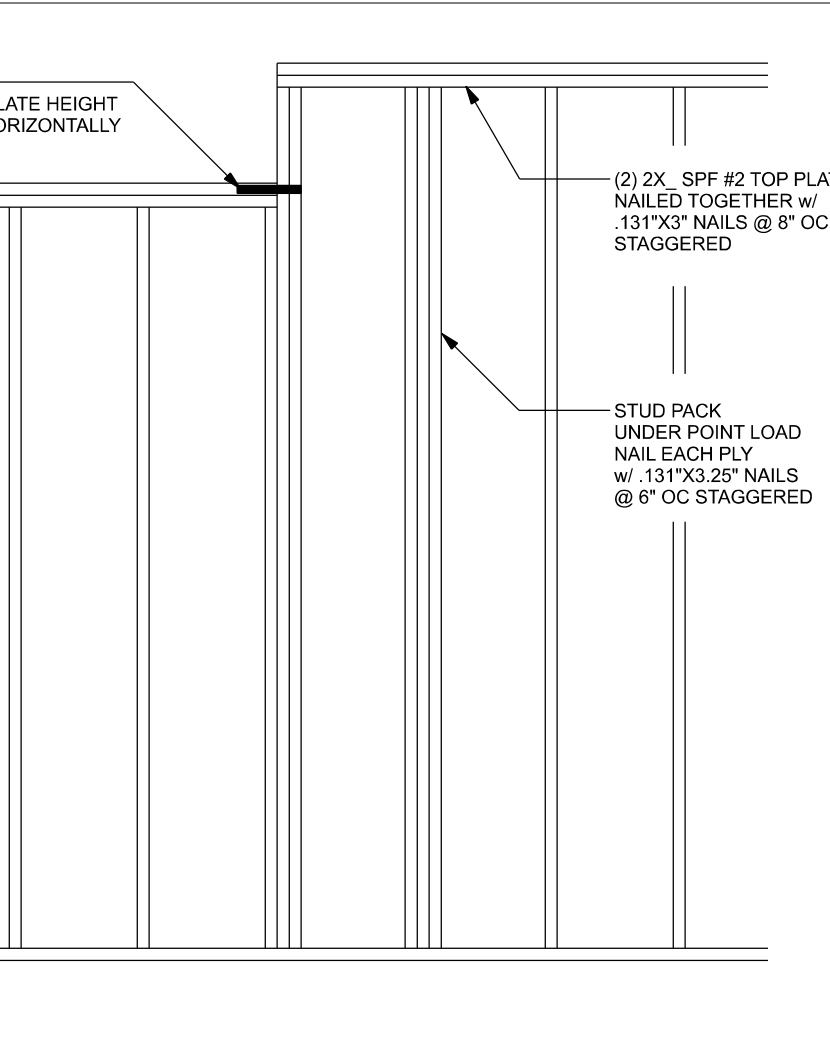 LATE HEIGHT
ORIZONTALLY
(2) 2X_ SPF #2 TOP PLAT
NAILED TOGETHER w/
.131"X3" NAILS @ 8" OC
STAGGERED
STUD PACK
UNDER POINT LOAD
NAIL EACH PLY
w/ .131"X3.25" NAILS
@ 6" OC STAGGERED